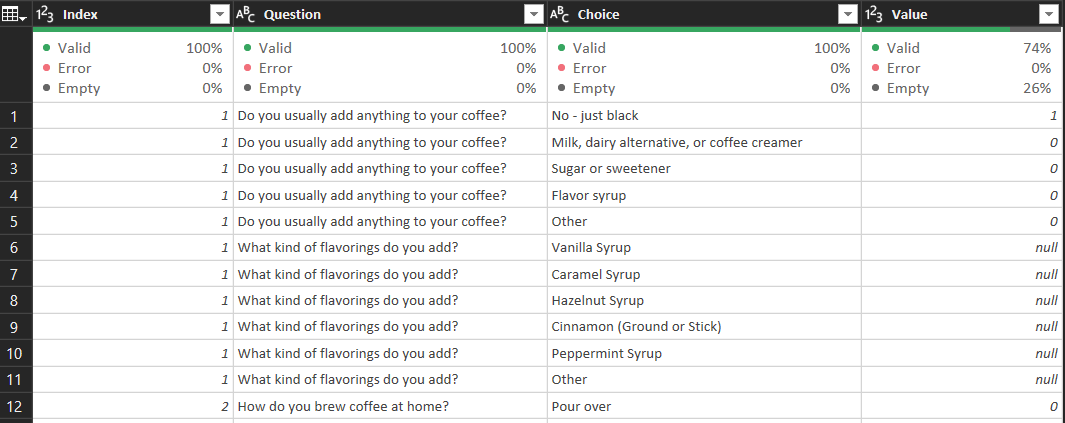 1²3 Index ABC Question ABC Choice 1²3 Value
Valid 100% Valid 100% Valid 100% Valid 74%
Error 0% Error 0% Error 0% Error 0%
Empty 0% Empty 0% Empty 0% Empty 26%
1 1 Do you usually add anything to your coffee? No - just black 1
2 1 Do you usually add anything to your coffee? Milk, dairy alternative, or coffee creamer 0
3 1 Do you usually add anything to your coffee? Sugar or sweetener 0
4 1 Do you usually add anything to your coffee? Flavor syrup 0
5 1 Do you usually add anything to your coffee? Other 0
6 1 What kind of flavorings do you add? Vanilla Syrup null
7 1 What kind of flavorings do you add? Caramel Syrup null
8 1 What kind of flavorings do you add? Hazelnut Syrup null
9 1 What kind of flavorings do you add? Cinnamon (Ground or Stick) null
10 1 What kind of flavorings do you add? Peppermint Syrup null
11 1 What kind of flavorings do you add? Other null
12 2 How do you brew coffee at home? Pour over 0